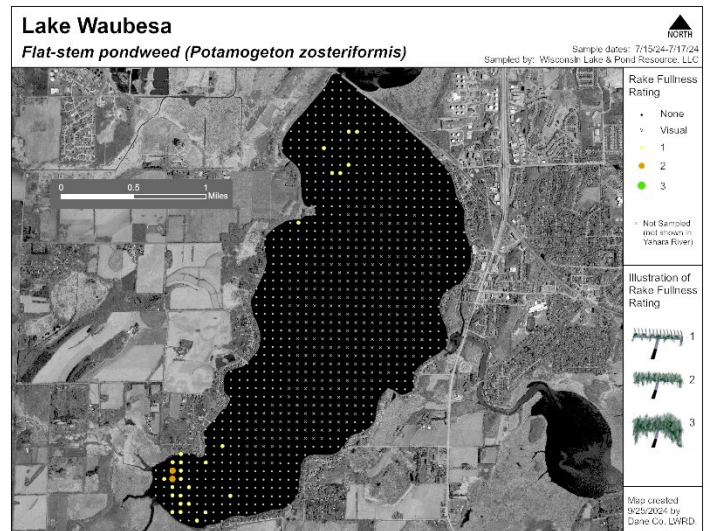 Lake Waubesa
Flat-stem pondweed (Potamogeton zosteriformis)
NORTH
Sample dates: 7/15/24-7/17/24
Sampled by: Wisconsin Lake & Pond Resource, LLC
0 0.5 1
Miles
Rake Fullness
Rating
None
Visual
1
2
3
Not Sampled
(not shown in
Yahara River)
Illustration of
Rake Fullness
Rating
1
2
3
Map created
9/25/2024 by
Dane Co. LWRD.